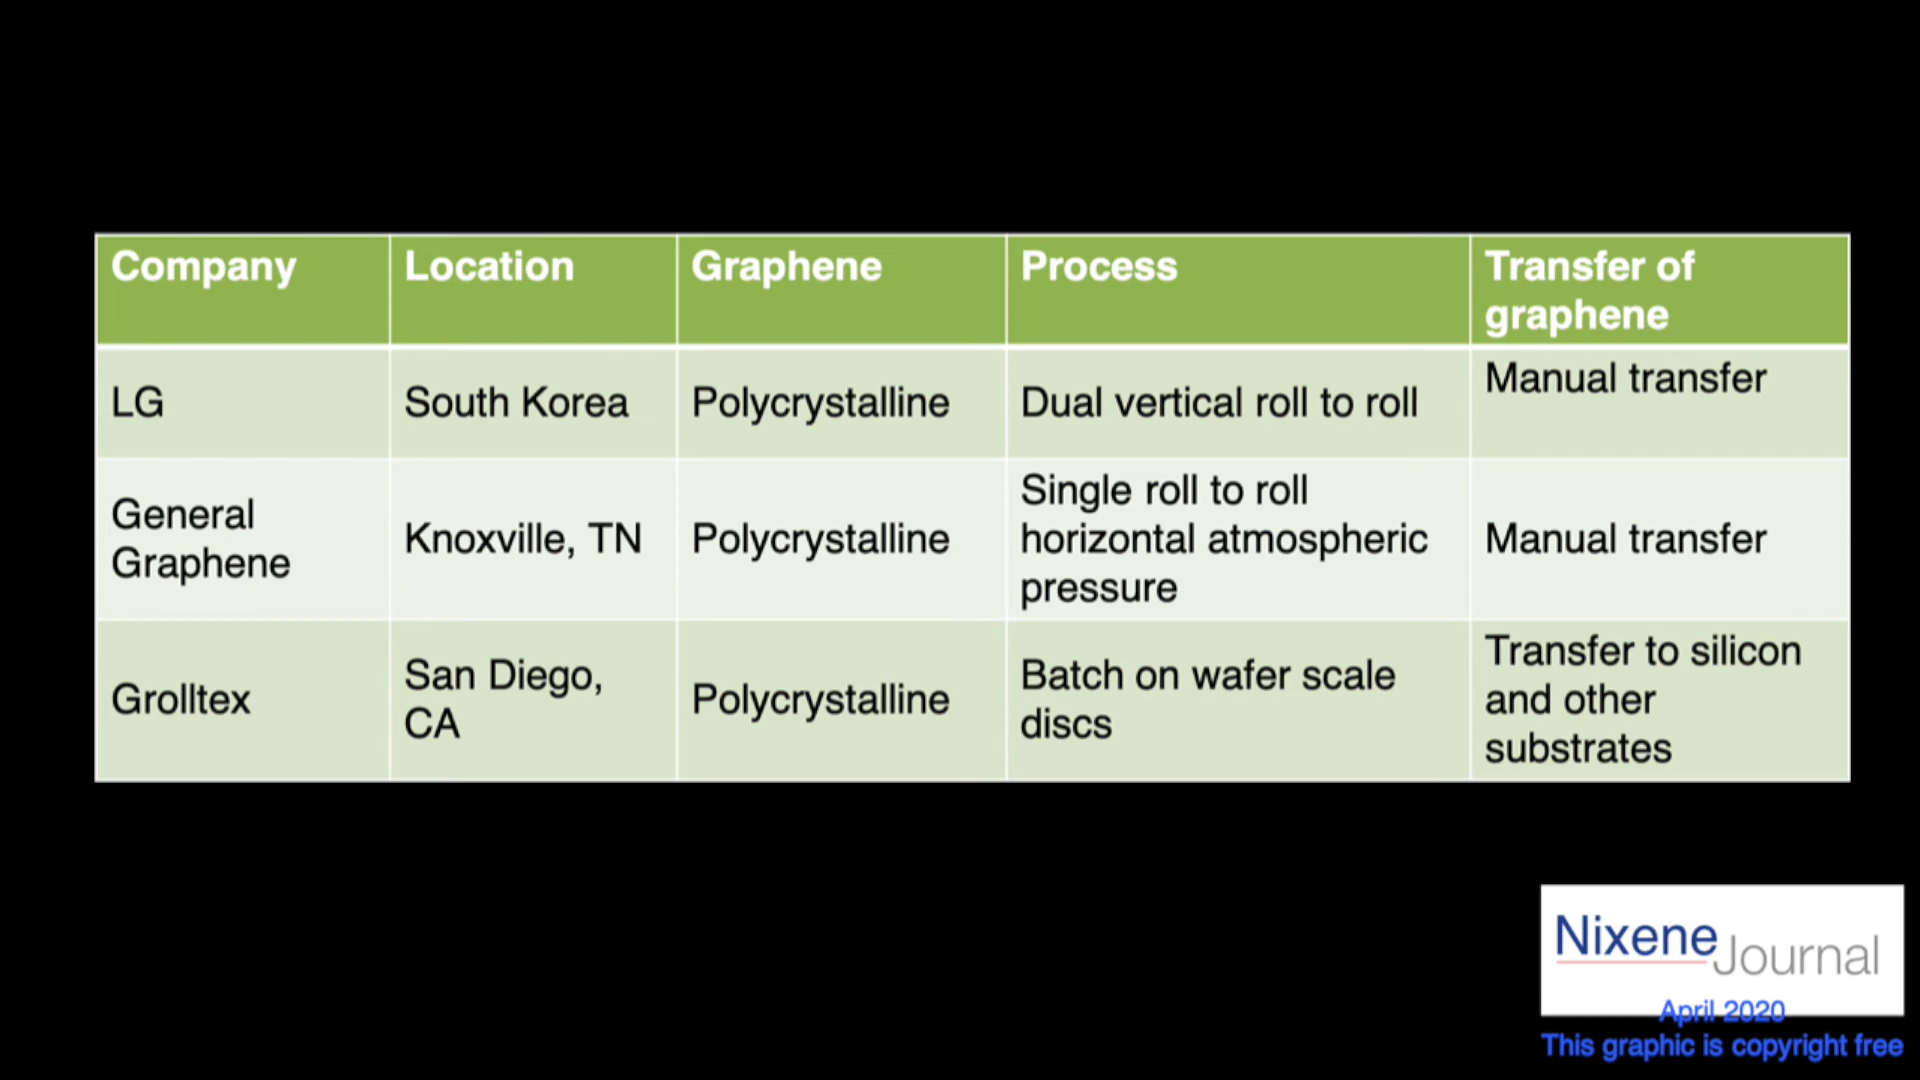 Company Location Graphene Process Transfer of
graphene
LG South Korea Polycrystalline Dual vertical roll to roll Manual transfer
General
Graphene
Knoxville, TN
Polycrystalline
Single roll to roll
horizontal atmospheric
pressure
Manual transfer
Grolltex
San Diego,
CA
Polycrystalline
Batch on wafer scale
discs
Transfer to silicon
and other
substrates
Nixene Journal
April 2020
This graphic is copyright free